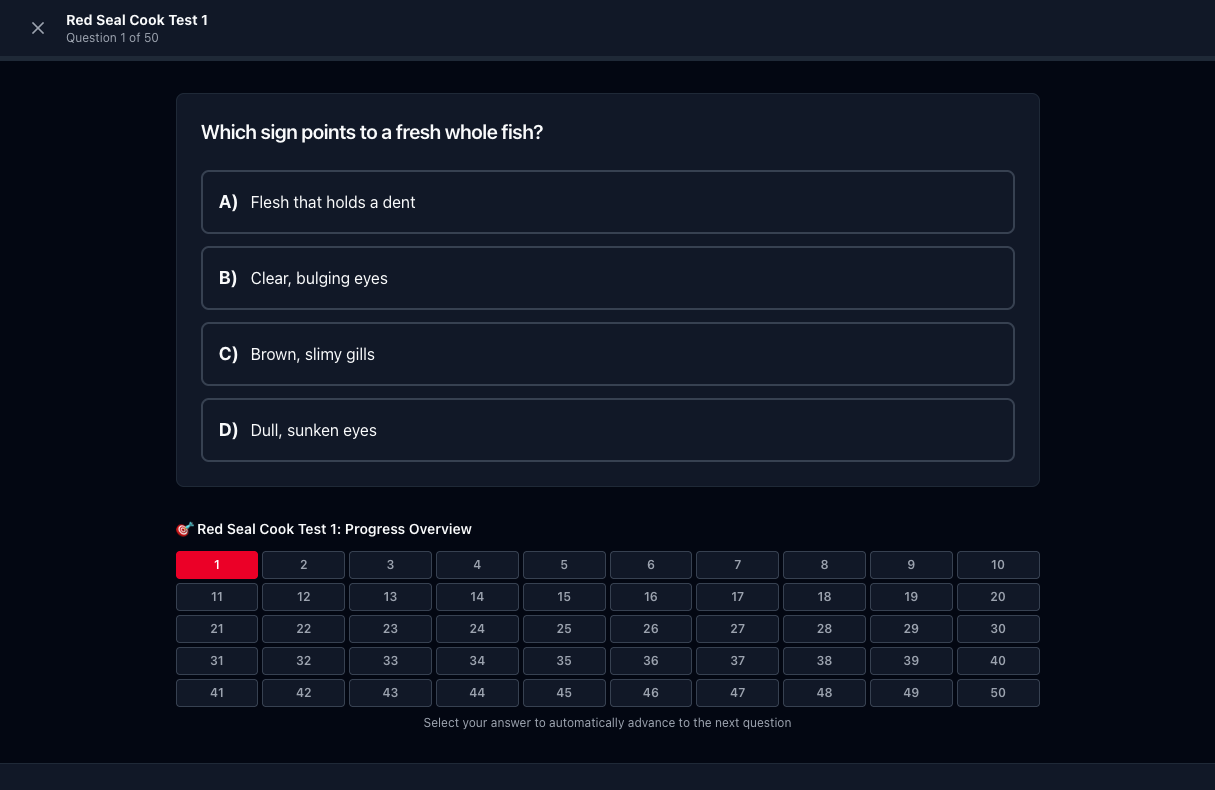 Red Seal Cook Test 1
Question 1 of 50
Which sign points to a fresh whole fish?
A) Flesh that holds a dent
B) Clear, bulging eyes
C) Brown, slimy gills
D) Dull, sunken eyes
Red Seal Cook Test 1: Progress Overview
1 2 3 4 5 6 7 8 9 10
11 12 13 14 15 16 17 18 19 20
21 22 23 24 25 26 27 28 29 30
31 32 33 34 35 36 37 38 39 40
41 42 43 44 45 46 47 48 49 50
Select your answer to automatically advance to the next question